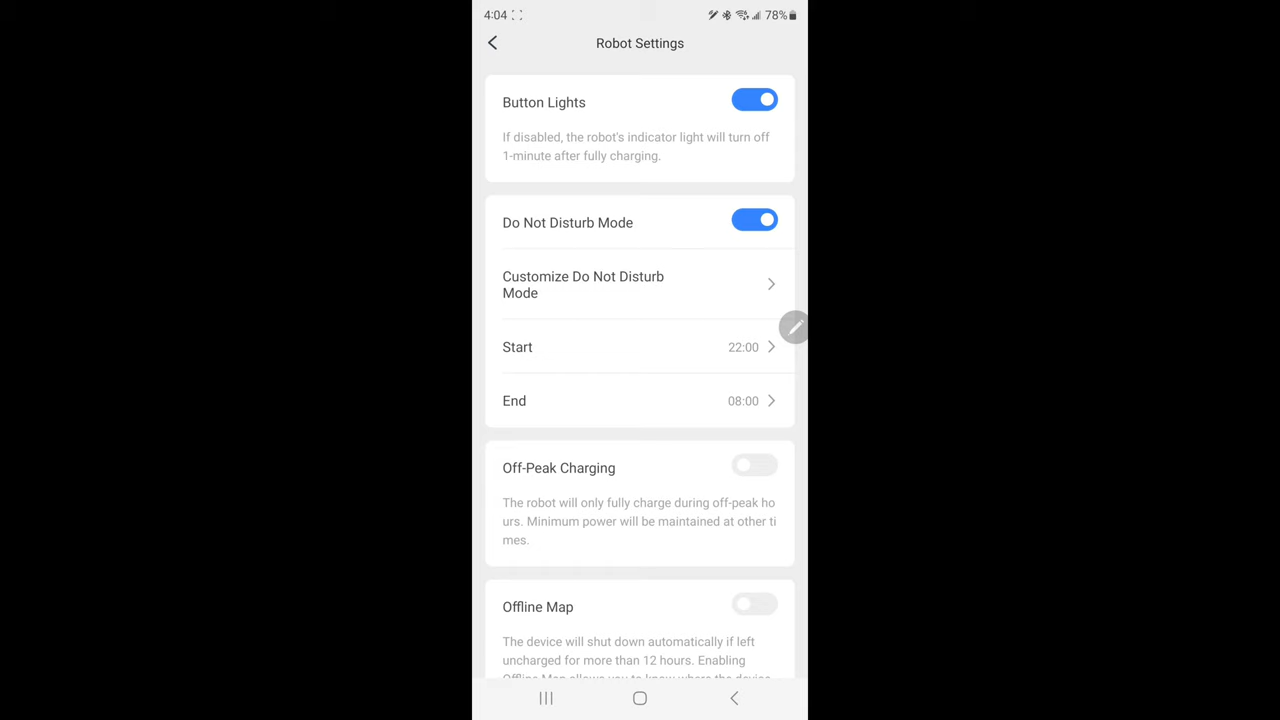 4:04
78%
Robot Settings
Button Lights
If disabled, the robot's indicator light will turn off
1-minute after fully charging.
Do Not Disturb Mode
Customize Do Not Disturb
Mode
Start 22:00
End 08:00
Off-Peak Charging
The robot will only fully charge during off-peak ho
urs. Minimum power will be maintained at other ti
mes.
Offline Map
The device will shut down automatically if left
uncharged for more than 12 hours. Enabling
Offline Map allows you to know where the device